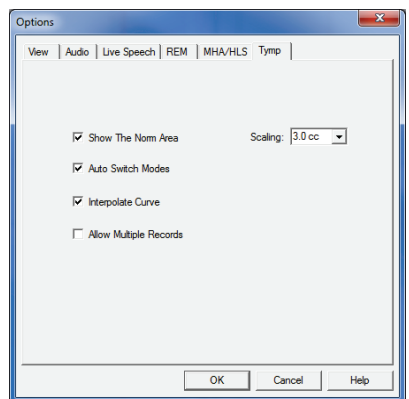 Options
View Audio Live Speech REM MHA/HLS Tymp
Show The Norm Area Scaling: 3.0 cc
Auto Switch Modes
Interpolate Curve
Allow Multiple Records
OK Cancel Help